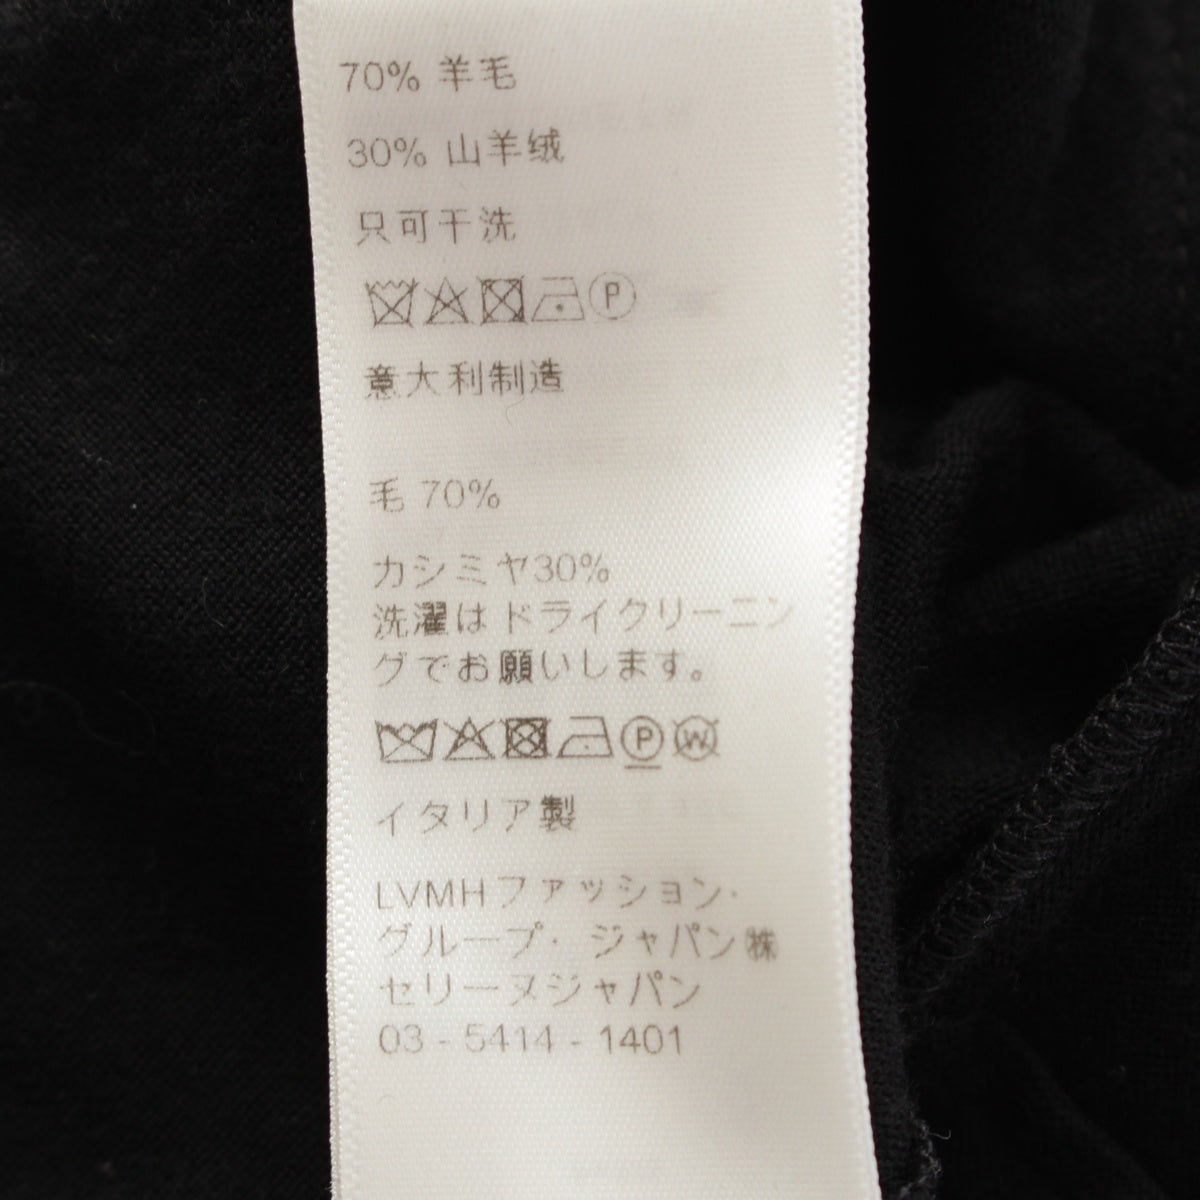 70% 羊毛
30% 山羊绒
只可干洗
P
意大利制造
毛 70%
カシミヤ30%
洗濯はドライクリーニン
グでお願いします。
P W
イタリア製
LVMHファッション・
グループ・ジャパン㈱
セリーヌジャパン
03 - 5414 - 1401